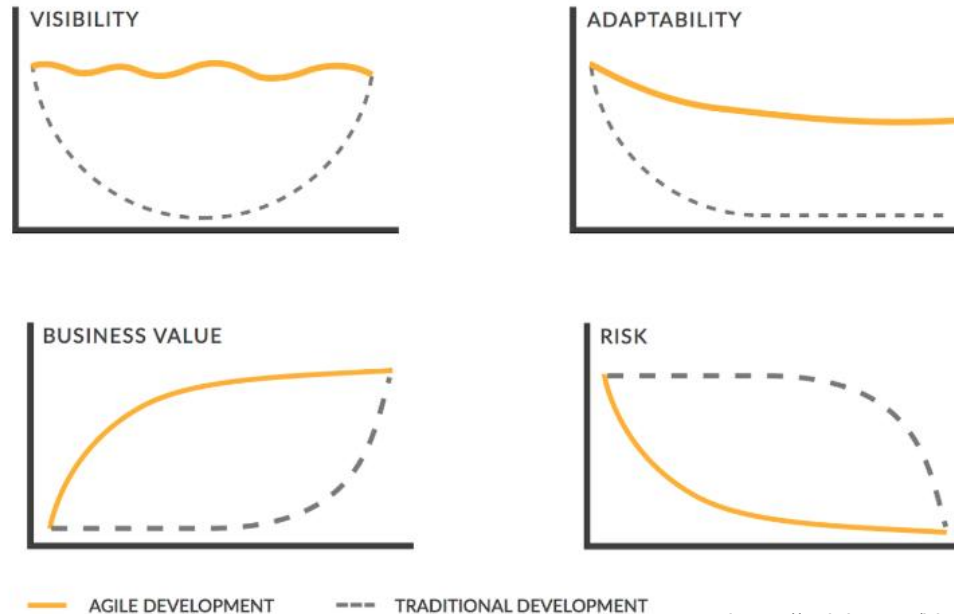 VISIBILITY
ADAPTABILITY
BUSINESS VALUE
RISK
AGILE DEVELOPMENT
TRADITIONAL DEVELOPMENT